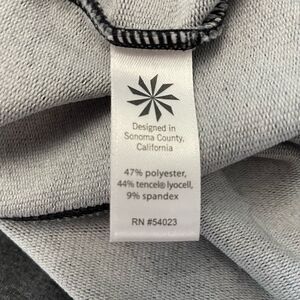 Designed in
Sonoma County,
California
47% polyester,
44% tencel® lyocell,
9% spandex
RN #54023